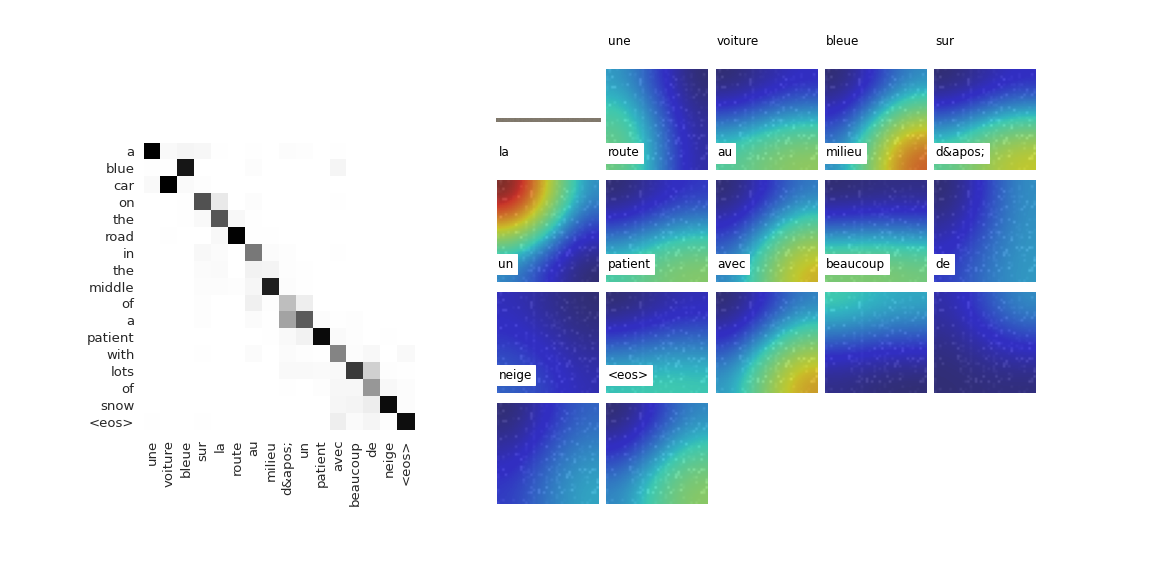 une voiture bleue sur
la route au milieu d&apos;
un patient avec beaucoup de
neige <eos>
a
blue
car
on
the
road
in
the
middle
of
a
patient
with
lots
of
snow
<eos>
une
voiture
bleue
sur
la
route
au
milieu
d&apos;
un
patient
avec
beaucoup
de
neige
<eos>